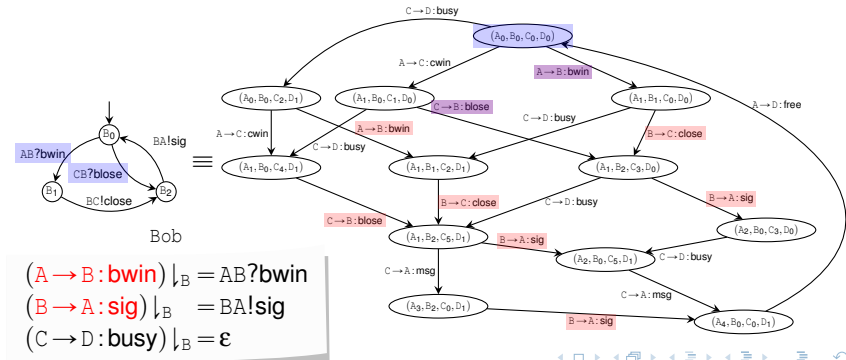 C→D:busy
(A₀,B₀,C₀,D₀)
A→C:cwin
A→B:bwin
A→D:free
(A₀,B₀,C₂,D₁)
(A₁,B₀,C₁,D₀)
C→B:blose
(A₁,B₁,C₀,D₀)
A→C:cwin
A→B:bwin
C→D:busy
C→D:busy
B→C:close
B₀
BA!sig
AB?bwin
CB?blose
≡
(A₁,B₀,C₄,D₁)
(A₁,B₁,C₂,D₁)
(A₁,B₂,C₃,D₀)
B₁
B₂
BC!close
Bob
C→B:blose
B→C:close
C→D:busy
B→A:sig
(A₁,B₂,C₅,D₁)
B→A:sig
(A₂,B₀,C₃,D₀)
(A₂,B₀,C₅,D₁)
C→D:busy
C→A:msg
C→A:msg
(A₃,B₂,C₀,D₁)
B→A:sig
(A₄,B₀,C₀,D₁)
(A→B:bwin)⇂B = AB?bwin
(B→A:sig)⇂B = BA!sig
(C→D:busy)⇂B = ε